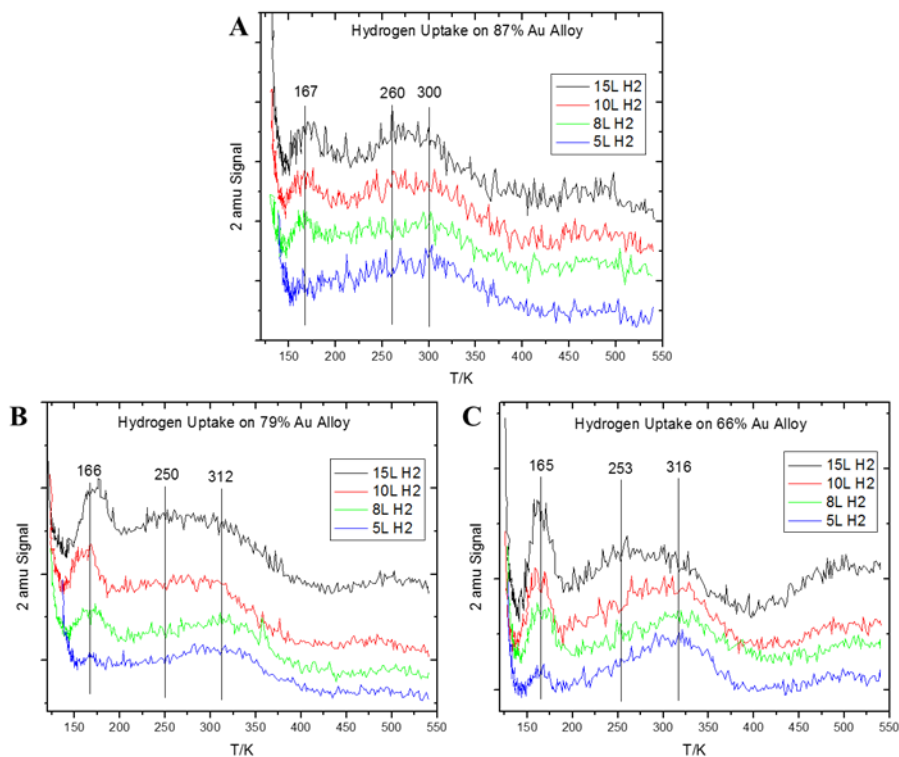 A
Hydrogen Uptake on 87% Au Alloy
167
260
300
15L H2
10L H2
8L H2
5L H2
2 amu Signal
150 200 250 300 350 400 450 500 550
T/K
B
Hydrogen Uptake on 79% Au Alloy
166
250
312
15L H2
10L H2
8L H2
5L H2
2 amu Signal
150 200 250 300 350 400 450 500 550
T/K
C
Hydrogen Uptake on 66% Au Alloy
165
253
316
15L H2
10L H2
8L H2
5L H2
2 amu Signal
150 200 250 300 350 400 450 500 550
T/K